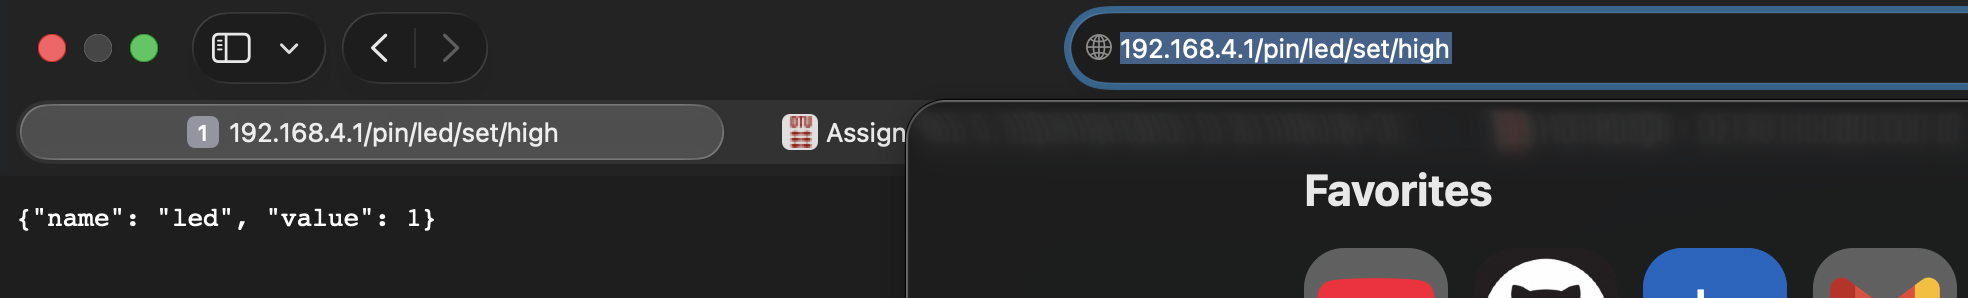 192.168.4.1/pin/led/set/high
1 192.168.4.1/pin/led/set/high
DTU Assign
Favorites
{"name": "led", "value": 1}